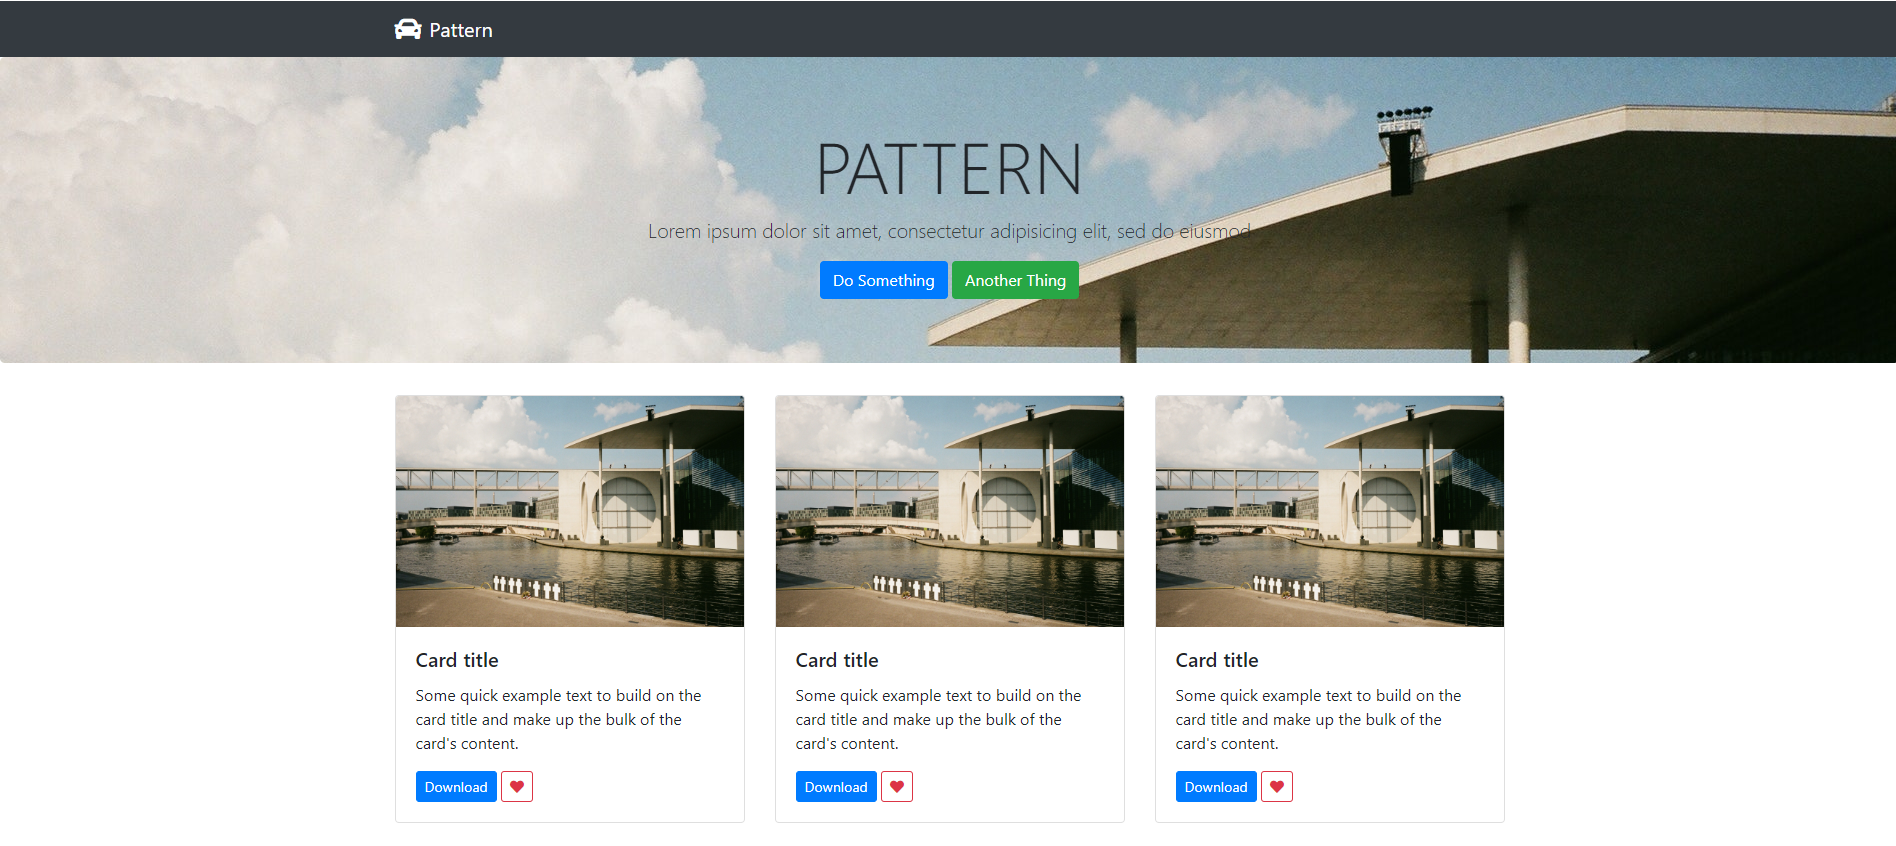 Pattern
PATTERN
Lorem ipsum dolor sit amet, consectetur adipisicing elit, sed do eiusmod
Do Something
Another Thing
Card title
Some quick example text to build on the
card title and make up the bulk of the
card's content.
Download
Card title
Some quick example text to build on the
card title and make up the bulk of the
card's content.
Download
Card title
Some quick example text to build on the
card title and make up the bulk of the
card's content.
Download